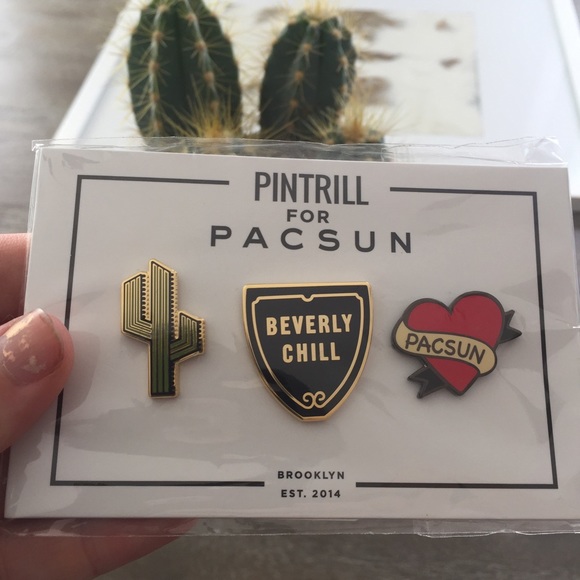 PINTRILL
FOR
PACSUN
BEVERLY
CHILL
PACSUN
BROOKLYN
EST. 2014